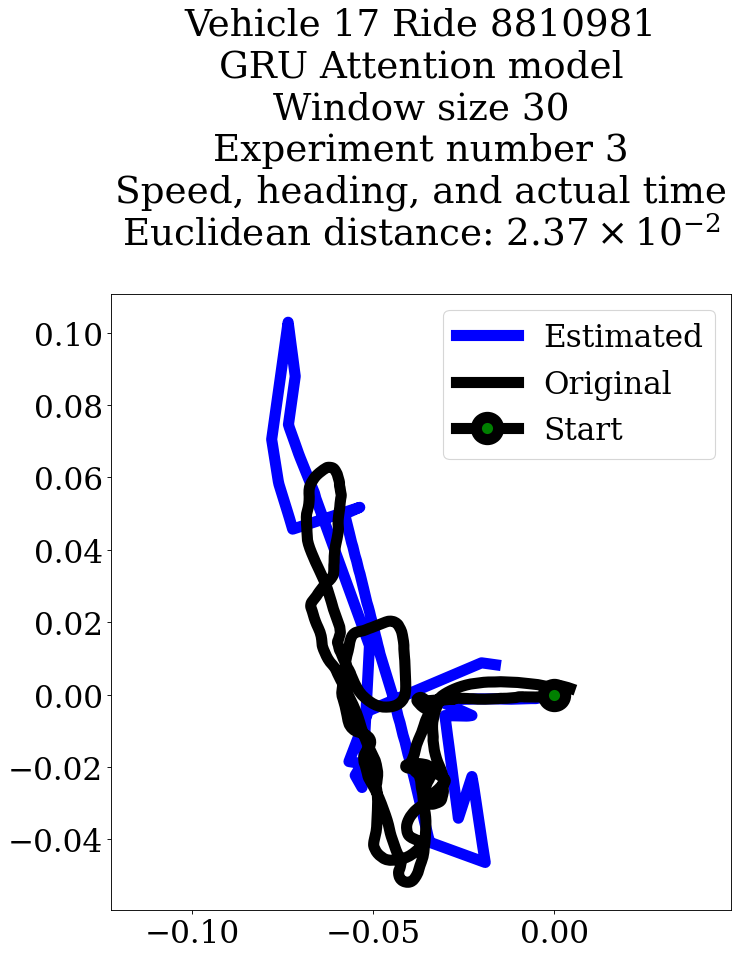 Vehicle 17 Ride 8810981
GRU Attention model
Window size 30
Experiment number 3
Speed, heading, and actual time
Euclidean distance: 2.37 × 10⁻²
Estimated
Original
Start
0.10
0.08
0.06
0.04
0.02
0.00
−0.02
−0.04
−0.10
−0.05
0.00